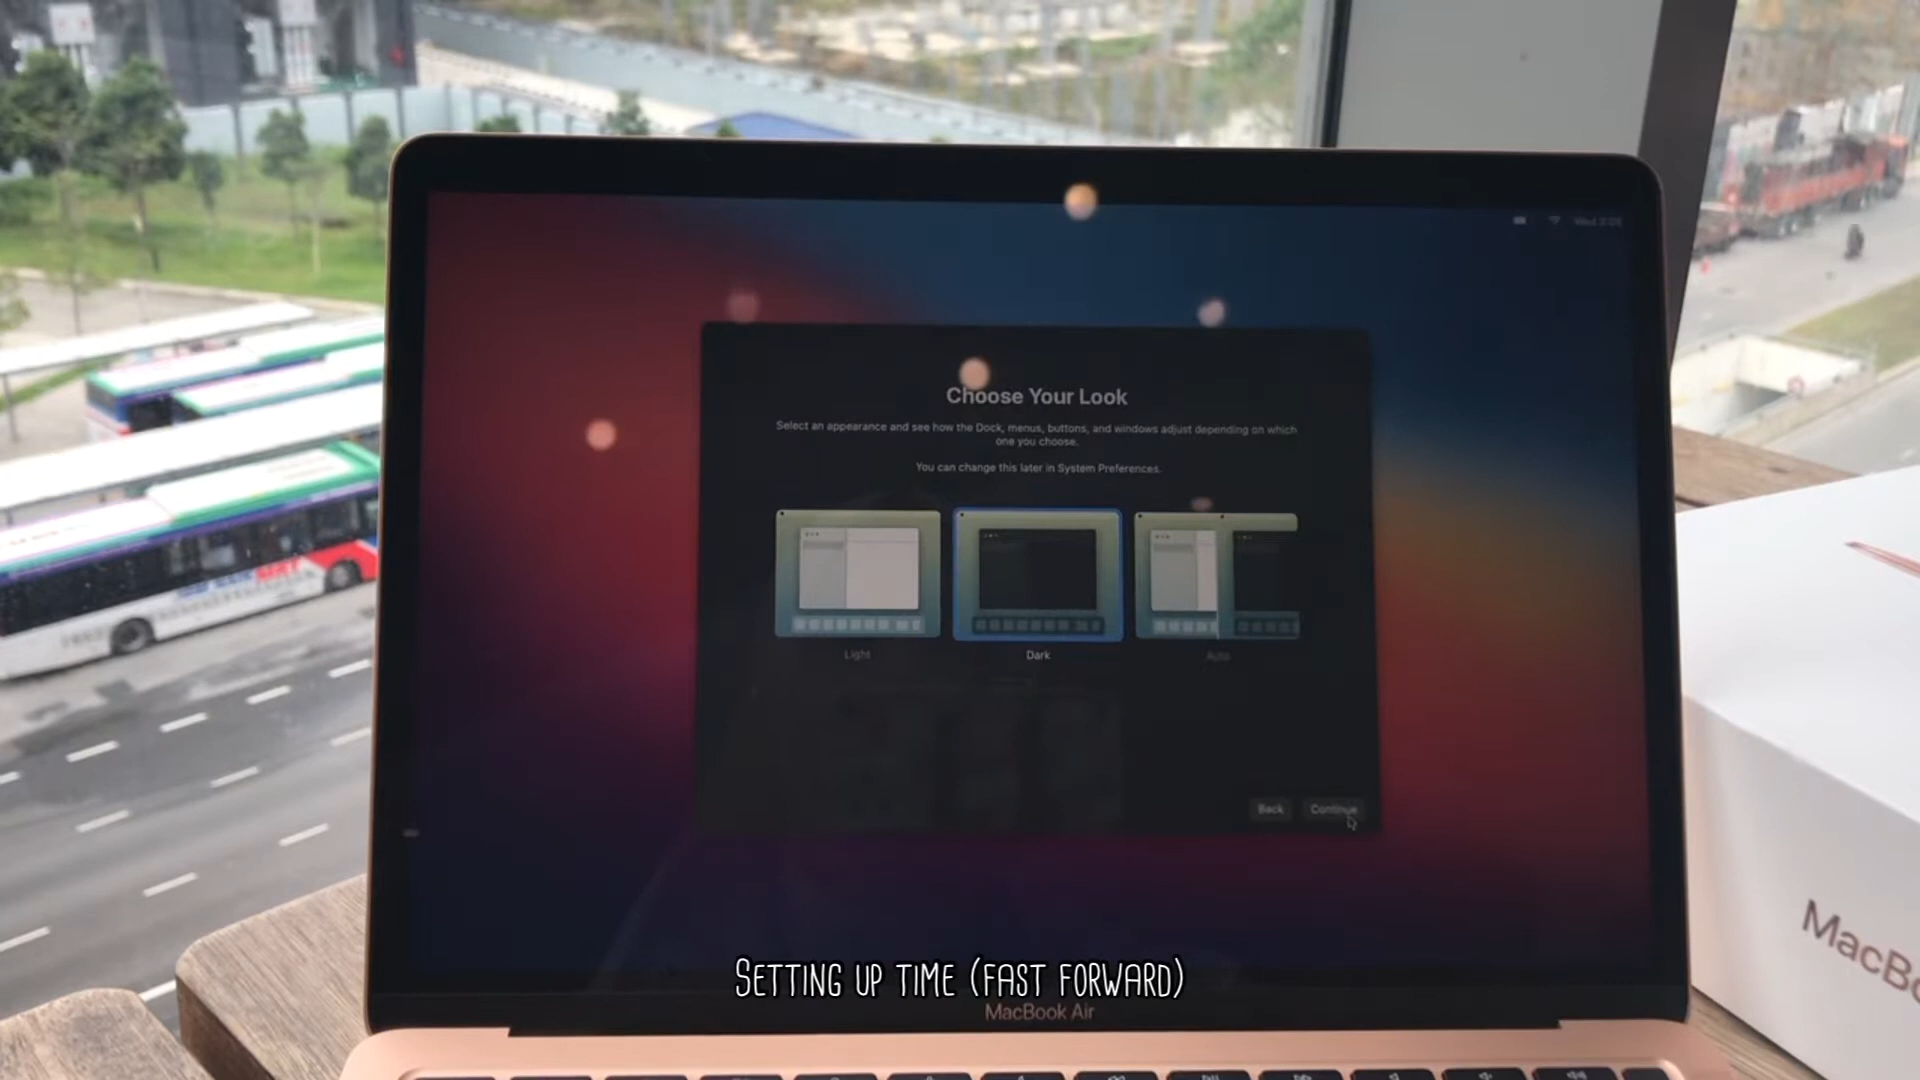 Choose Your Look
Select an appearance and see how the Dock, menus, buttons, and windows adjust depending on which
one you choose.
You can change this later in System Preferences.
Light
Dark
Auto
Back
Continue
SETTING UP TIME (FAST FORWARD)
MacBook Air